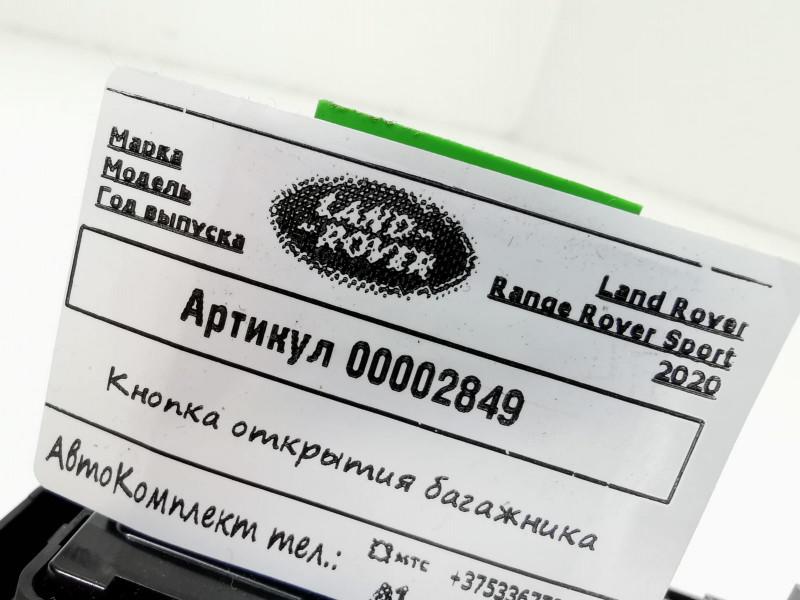 Марка
Модель
Год выпуска
LAND
ROVER
Land Rover
Range Rover Sport
2020
Артикул 00002849
Кнопка открытия багажника
АвтоКомплект тел.:
МТС